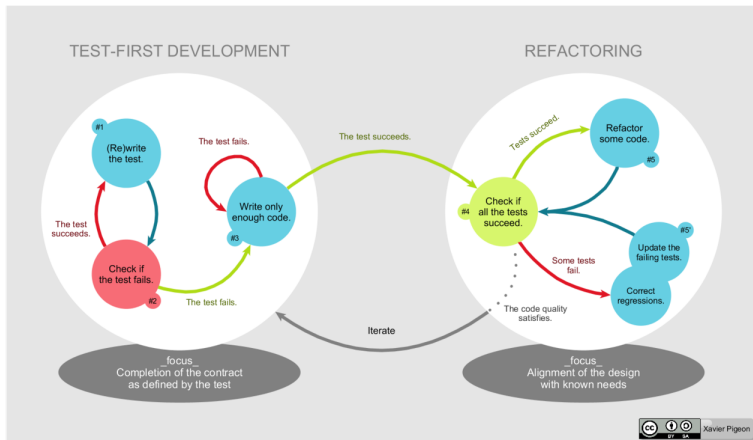 TEST-FIRST DEVELOPMENT
REFACTORING
#1
(Re)write
the test.
The test
succeeds.
Check if
the test fails.
#2
The test fails.
The test fails.
Write only
enough code.
#3
The test succeeds.
Tests succeed.
Refactor
some code.
#5
#4
Check if
all the tests
succeed.
#5'
Update the
failing tests.
Some tests
fail.
Correct
regressions.
The code quality
satisfies.
Iterate
_focus_
Completion of the contract
as defined by the test
_focus_
Alignment of the design
with known needs
cc
BY SA
Xavier Pigeon